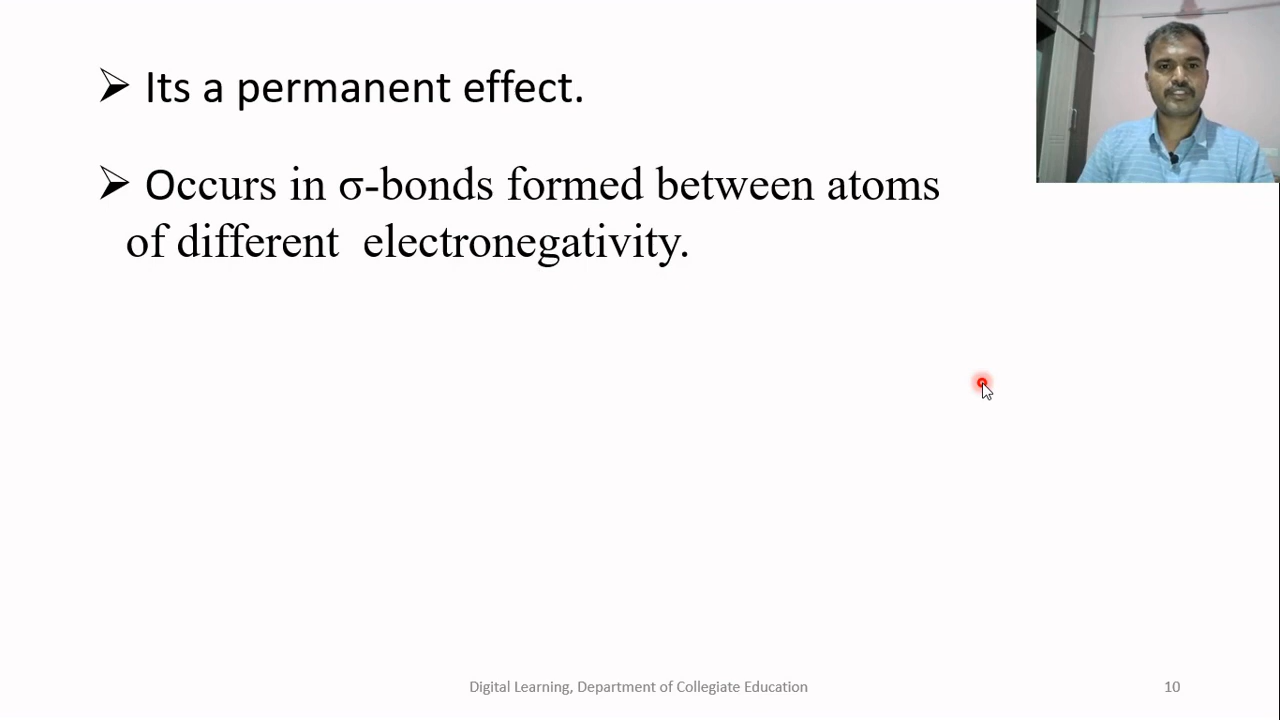 ➢ Its a permanent effect.
➢ Occurs in σ-bonds formed between atoms
of different electronegativity.
Digital Learning, Department of Collegiate Education
10